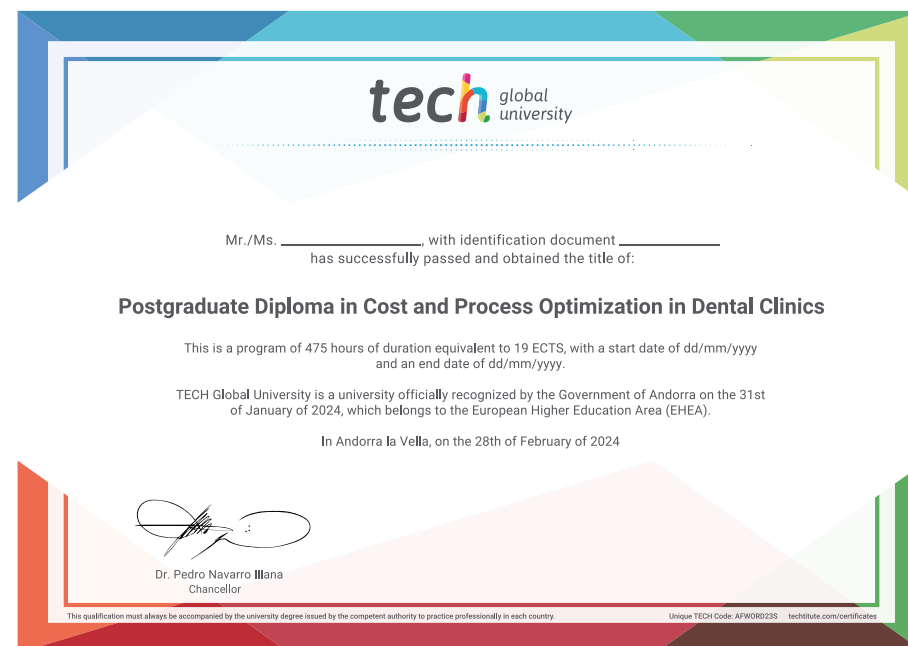 tech global university
Mr./Ms. ____________, with identification document ____________
has successfully passed and obtained the title of:
Postgraduate Diploma in Cost and Process Optimization in Dental Clinics
This is a program of 475 hours of duration equivalent to 19 ECTS, with a start date of dd/mm/yyyy
and an end date of dd/mm/yyyy.
TECH Global University is a university officially recognized by the Government of Andorra on the 31st
of January of 2024, which belongs to the European Higher Education Area (EHEA).
In Andorra la Vella, on the 28th of February of 2024
Dr. Pedro Navarro Illana
Chancellor
This qualification must always be accompanied by the university degree issued by the competent authority to practice professionally in each country.
Unique TECH Code: AFWORD23S techtitute.com/certificates